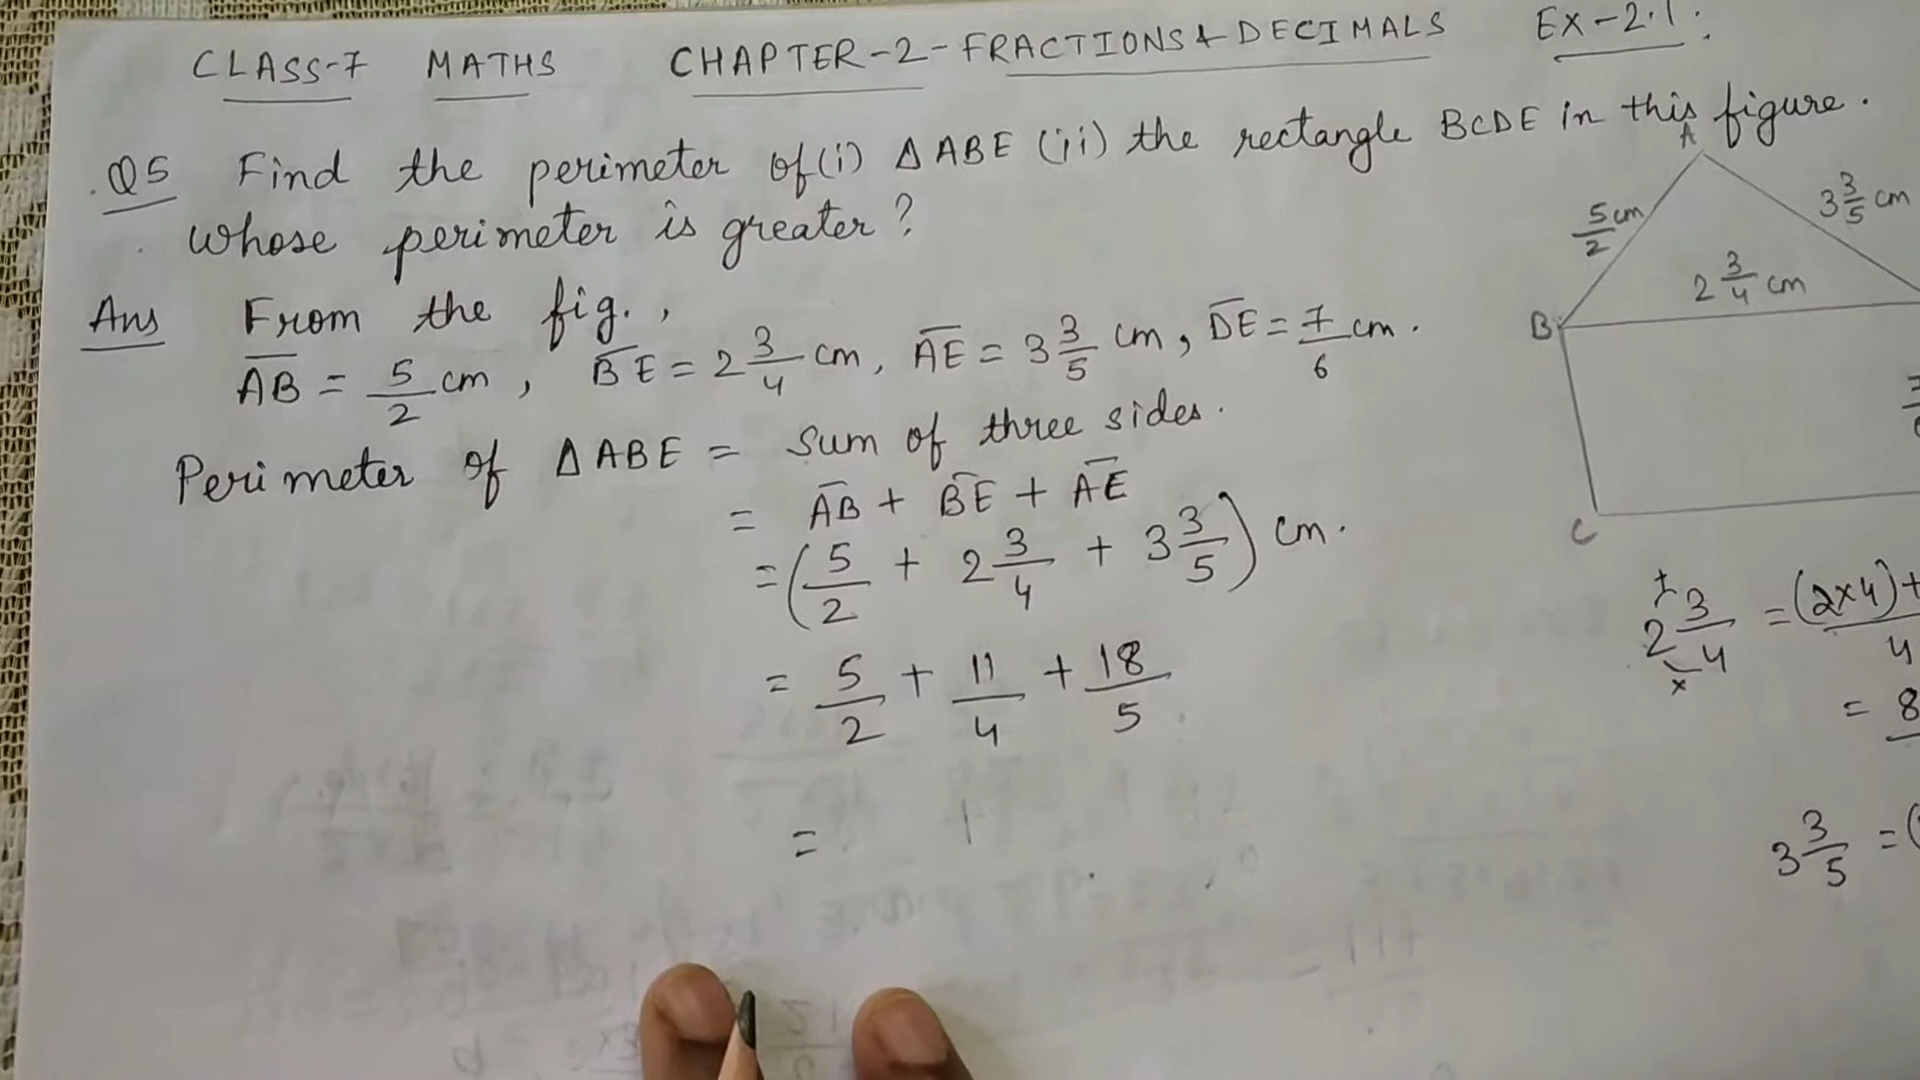 CLASS-7 MATHS CHAPTER-2-FRACTIONS & DECIMALS EX-2.1:
Q5 Find the perimeter of (i) △ABE (ii) the rectangle BCDE in this figure.
Whose perimeter is greater?
Ans From the fig.,
AB = 5/2 cm, BE = 2 3/4 cm, AE = 3 3/5 cm, DE = 7/6 cm.
Perimeter of △ABE = Sum of three sides.
= AB + BE + AE
= (5/2 + 2 3/4 + 3 3/5) cm.
= 5/2 + 11/4 + 18/5
=
A
5/2 cm
3 3/5 cm
2 3/4 cm
B
C
+
2 3/4 = (2×4)+
4
×
= 8
3 3/5 = (